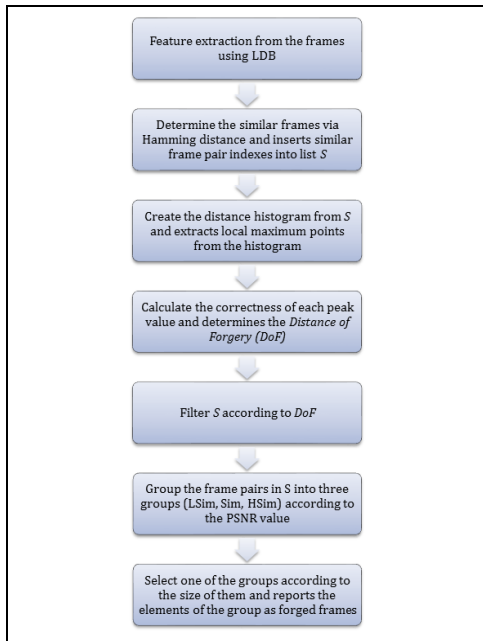 Feature extraction from the frames
using LDB
Determine the similar frames via
Hamming distance and inserts similar
frame pair indexes into list S
Create the distance histogram from S
and extracts local maximum points
from the histogram
Calculate the correctness of each peak
value and determines the Distance of
Forgery (DoF)
Filter S according to DoF
Group the frame pairs in S into three
groups (LSim, Sim, HSim) according to
the PSNR value
Select one of the groups according to
the size of them and reports the
elements of the group as forged frames